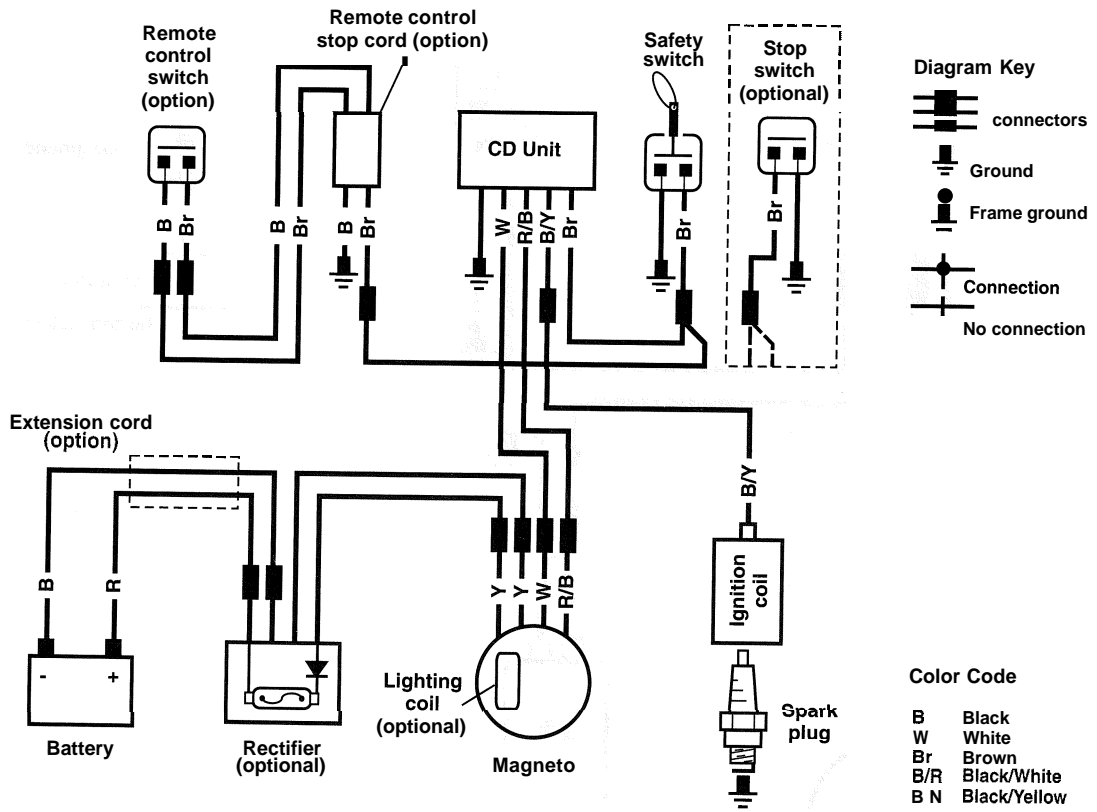 Remote control
stop cord (option)
Remote
control
switch
(option)
Safety
switch
Stop
switch
(optional)
Diagram Key
connectors
Ground
Frame ground
Connection
No connection
CD Unit
B
Br
B
Br
B
Br
W
R/B
B/Y
Br
Br
Br
Extension cord
(option)
B
R
Y
Y
W
R/B
B/Y
Ignition
coil
-
+
Battery
Rectifier
(optional)
Lighting
coil
(optional)
Magneto
Spark
plug
Color Code
B Black
W White
Br Brown
B/R Black/White
B N Black/Yellow